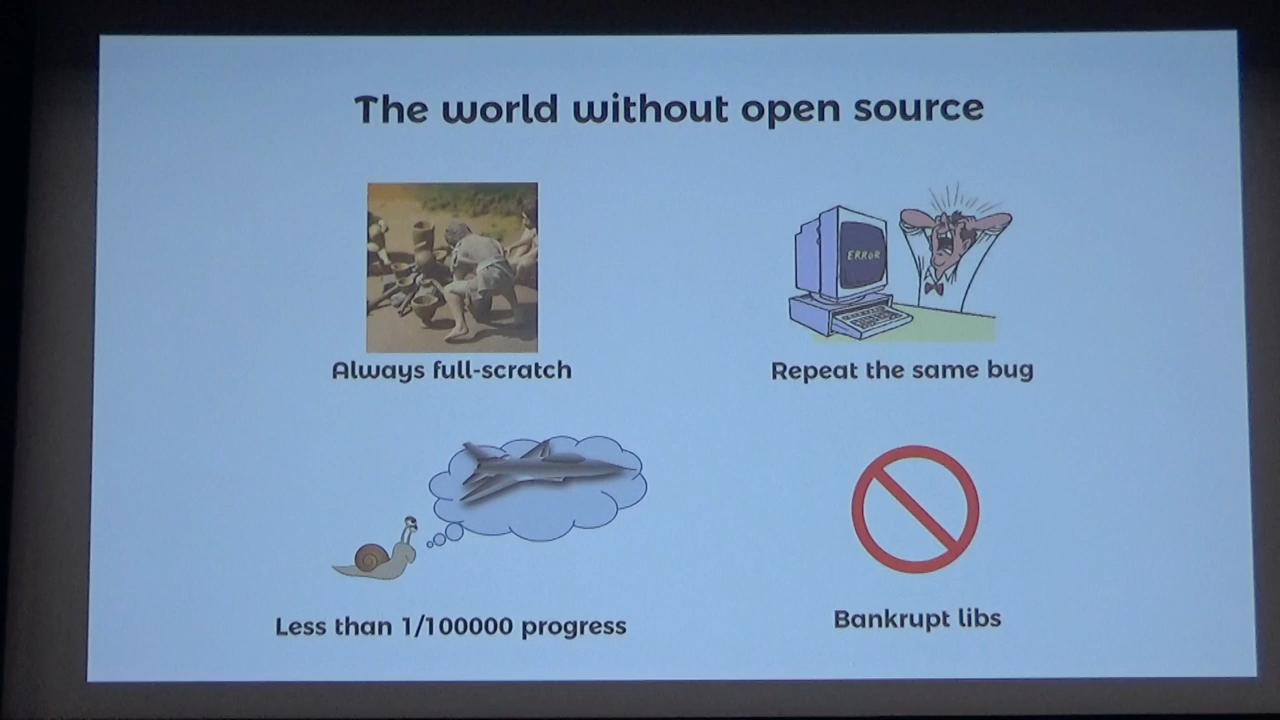 The world without open source
ERROR
Always full-scratch
Repeat the same bug
Less than 1/100000 progress
Bankrupt libs